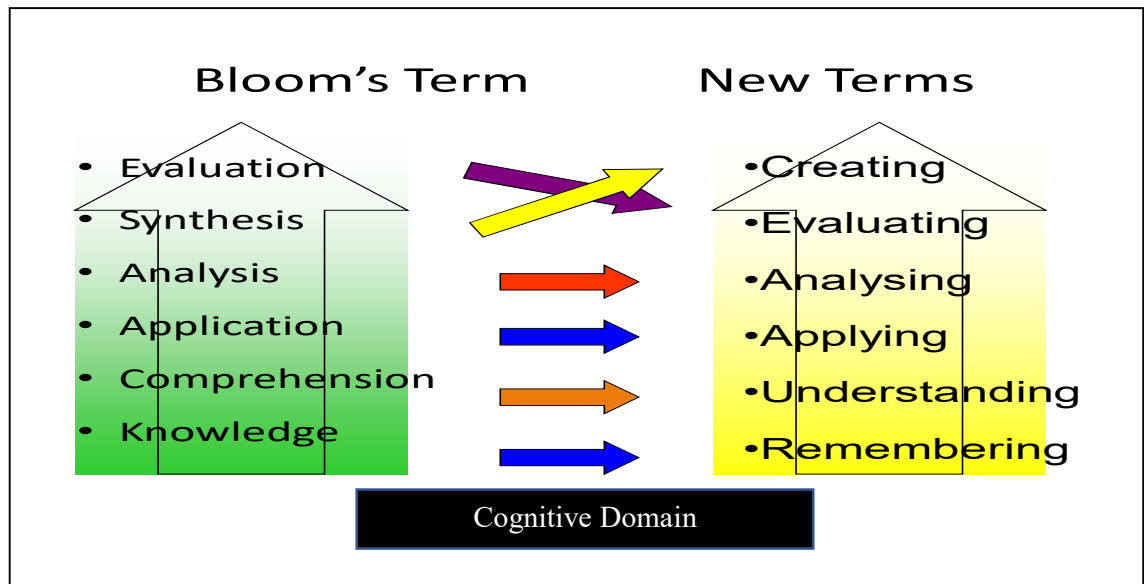 Bloom’s Term
• Evaluation
• Synthesis
• Analysis
• Application
• Comprehension
• Knowledge
New Terms
•Creating
•Evaluating
•Analysing
•Applying
•Understanding
•Remembering
Cognitive Domain